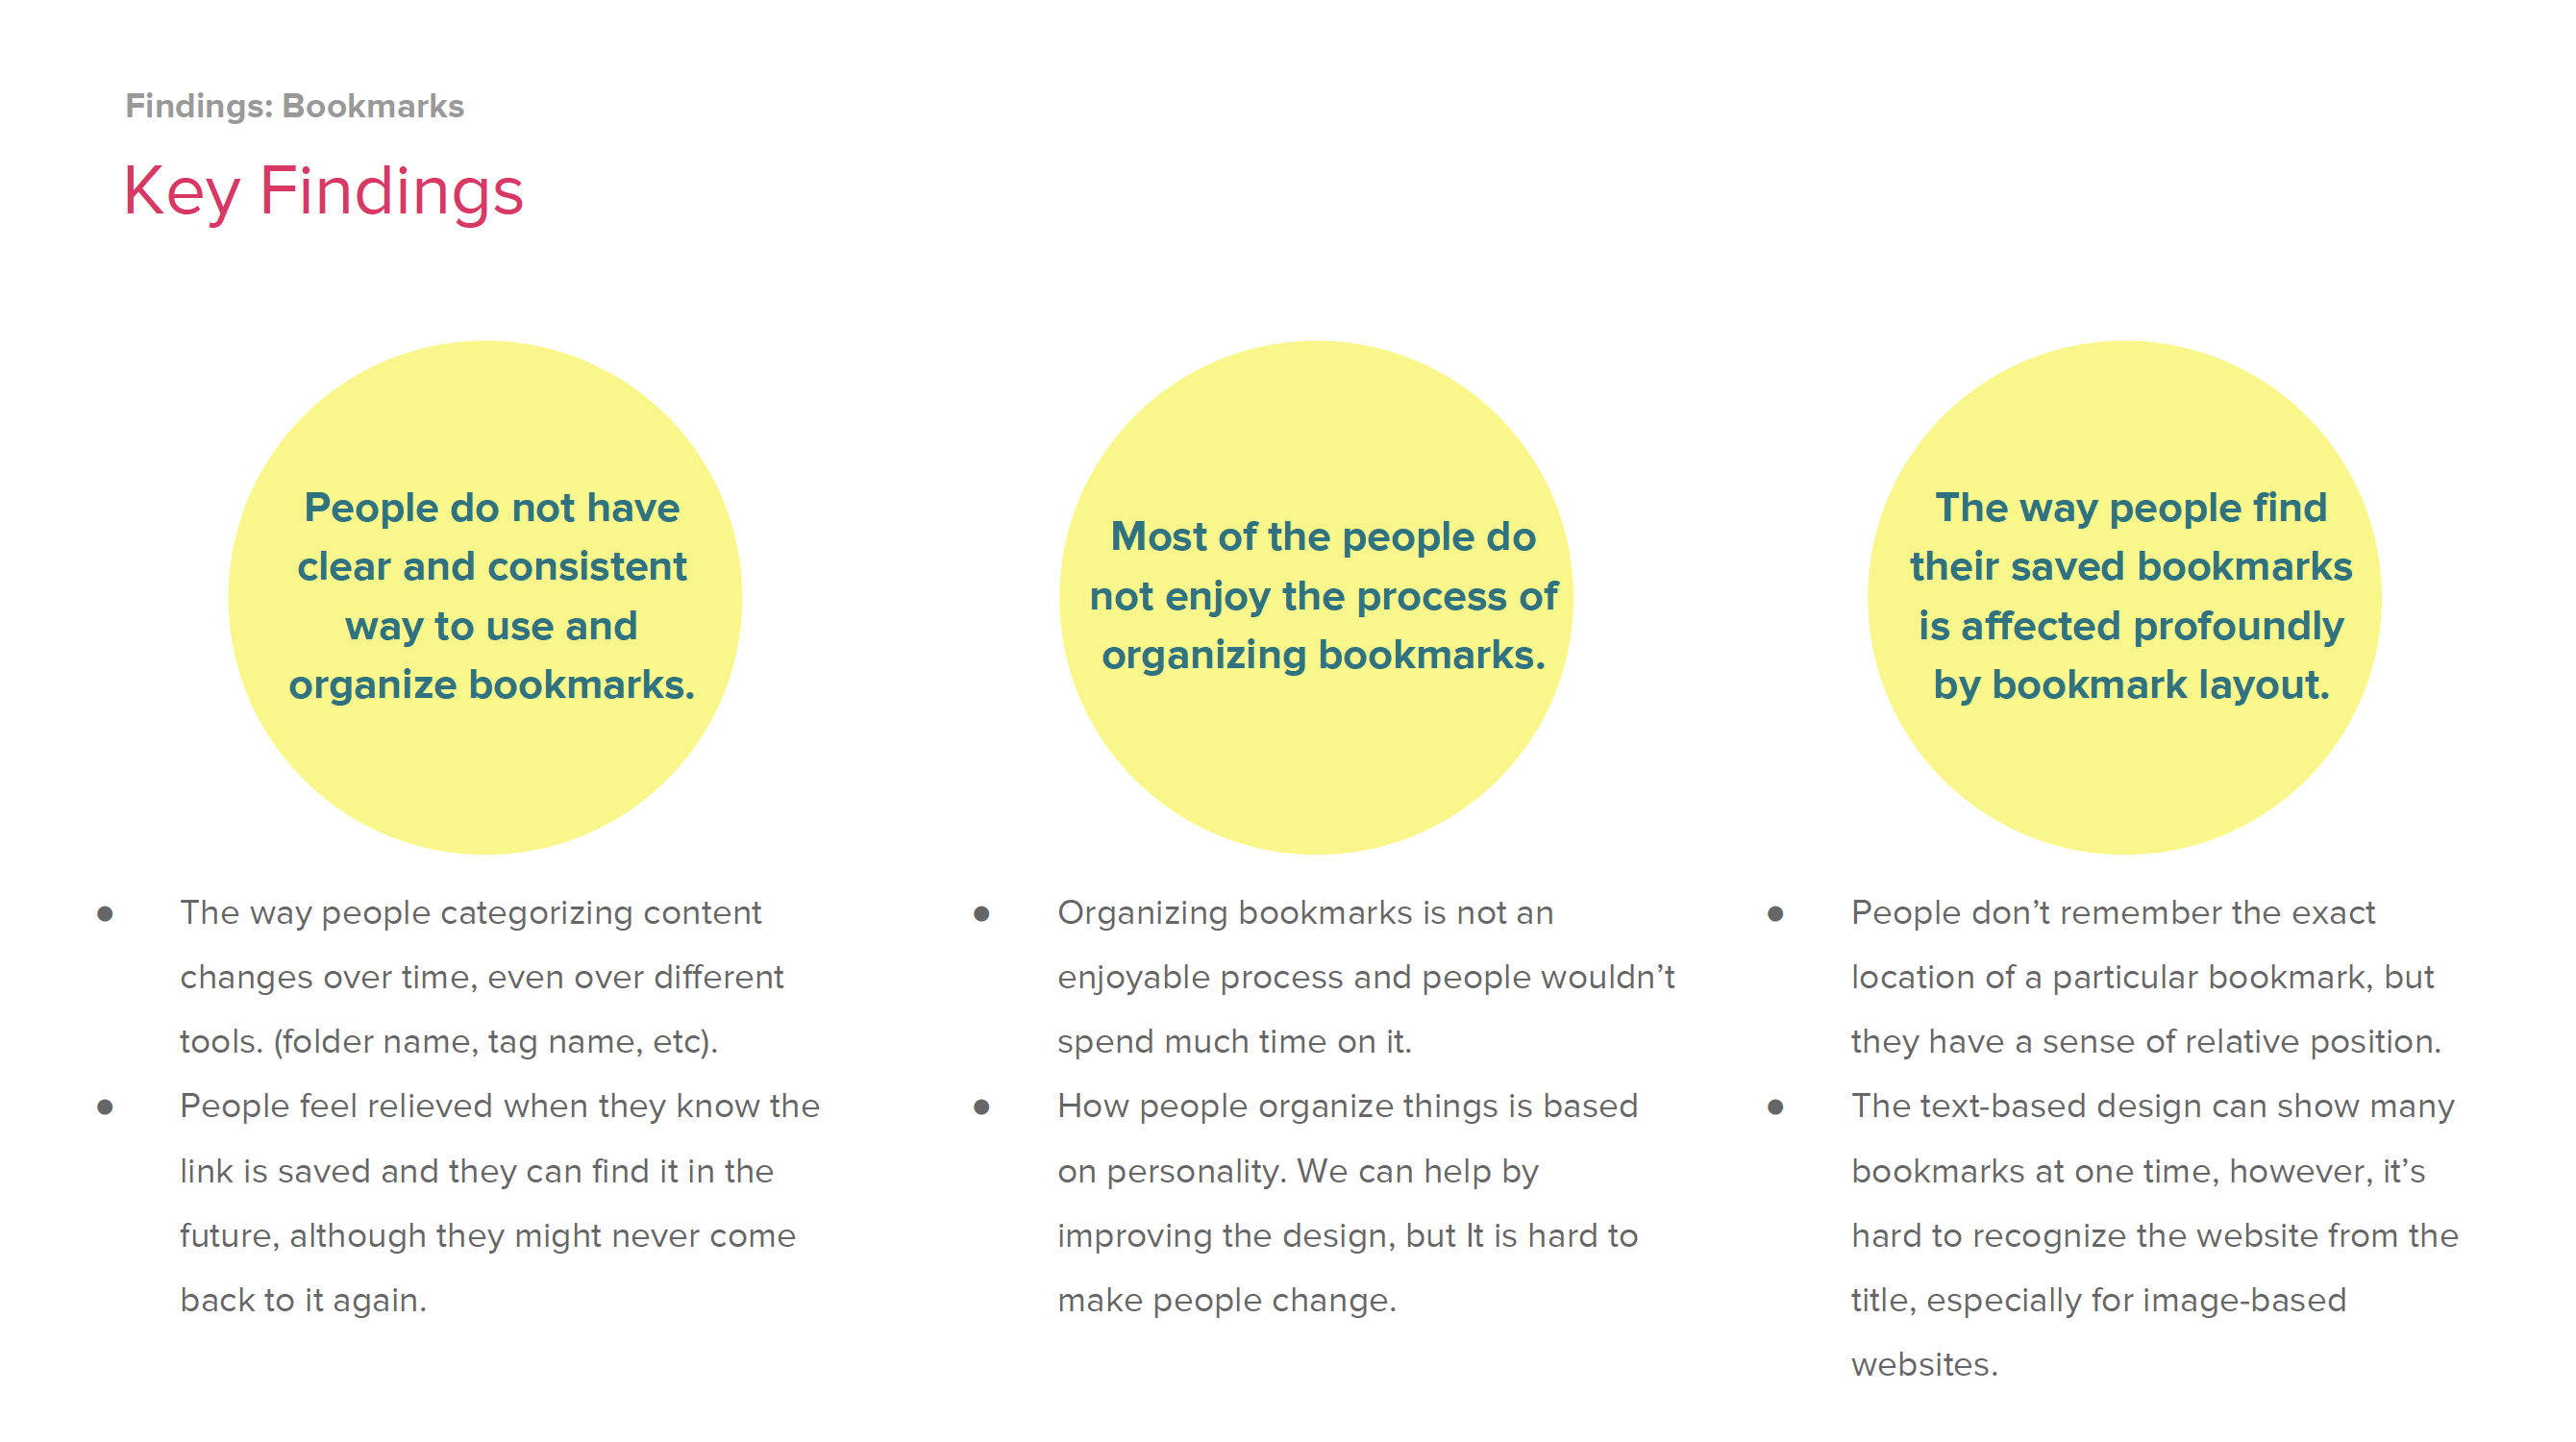 Findings: Bookmarks
Key Findings
People do not have
clear and consistent
way to use and
organize bookmarks.
● The way people categorizing content
changes over time, even over different
tools. (folder name, tag name, etc).
● People feel relieved when they know the
link is saved and they can find it in the
future, although they might never come
back to it again.
Most of the people do
not enjoy the process of
organizing bookmarks.
● Organizing bookmarks is not an
enjoyable process and people wouldn’t
spend much time on it.
● How people organize things is based
on personality. We can help by
improving the design, but It is hard to
make people change.
The way people find
their saved bookmarks
is affected profoundly
by bookmark layout.
● People don’t remember the exact
location of a particular bookmark, but
they have a sense of relative position.
● The text-based design can show many
bookmarks at one time, however, it’s
hard to recognize the website from the
title, especially for image-based
websites.